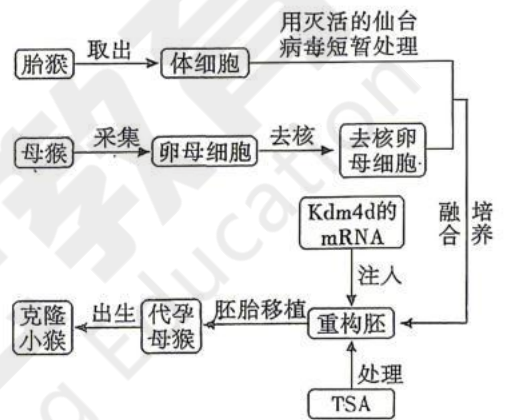 用灭活的仙台
病毒短暂处理
胎猴
取出
体细胞
母猴
采集
卵母细胞
去核
去核卵
母细胞
融合
培养
Kdm4d的
mRNA
注入
克隆
小猴
出生
代孕
母猴
胚胎移植
重构胚
处理
TSA
教育
Education